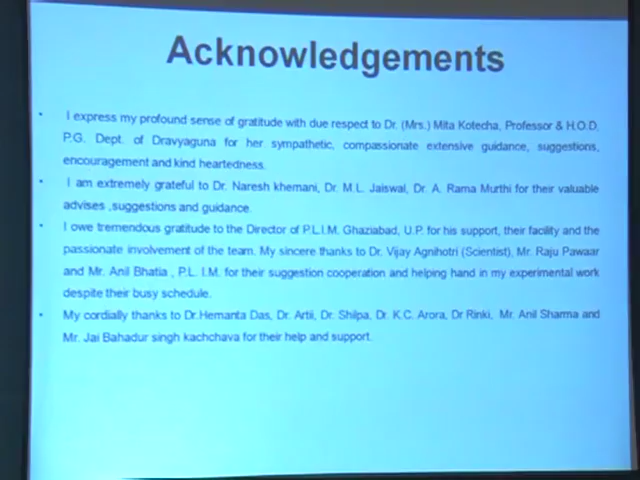 Acknowledgements
• I express my profound sense of gratitude with due respect to Dr. (Mrs.) Mita Kotecha, Professor & H.O.D.
P.G. Dept. of Dravyaguna for her sympathetic, compassionate extensive guidance, suggestions,
encouragement and kind heartedness.
• I am extremely grateful to Dr. Naresh khemani, Dr. M.L. Jaiswal, Dr. A. Rama Murthi for their valuable
advises ,suggestions and guidance.
• I owe tremendous gratitude to the Director of P.L.I.M. Ghaziabad, U.P. for his support, their facility and the
passionate involvement of the team. My sincere thanks to Dr. Vijay Agnihotri (Scientist), Mr. Raju Pawaar
and Mr. Anil Bhatia , P.L. I.M. for their suggestion cooperation and helping hand in my experimental work
despite their busy schedule.
• My cordially thanks to Dr.Hemanta Das, Dr. Artii, Dr. Shilpa, Dr. K.C. Arora, Dr Rinki, Mr. Anil Sharma and
Mr. Jai Bahadur singh kachchava for their help and support.